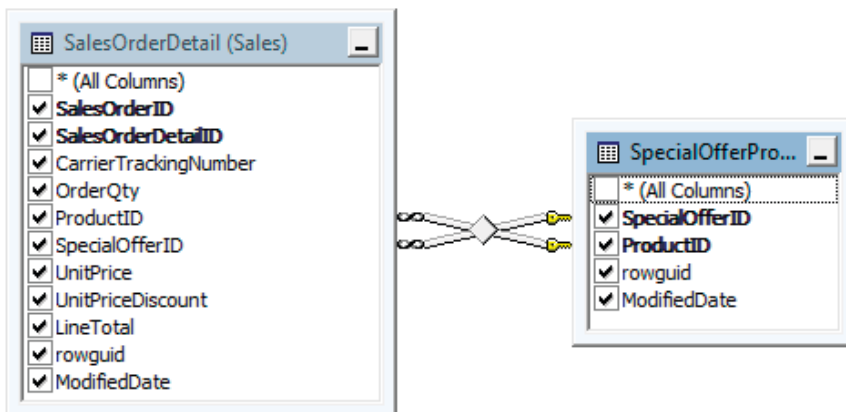 SalesOrderDetail (Sales)
* (All Columns)
SalesOrderID
SalesOrderDetailID
CarrierTrackingNumber
OrderQty
ProductID
SpecialOfferID
UnitPrice
UnitPriceDiscount
LineTotal
rowguid
ModifiedDate
SpecialOfferPro...
* (All Columns)
SpecialOfferID
ProductID
rowguid
ModifiedDate